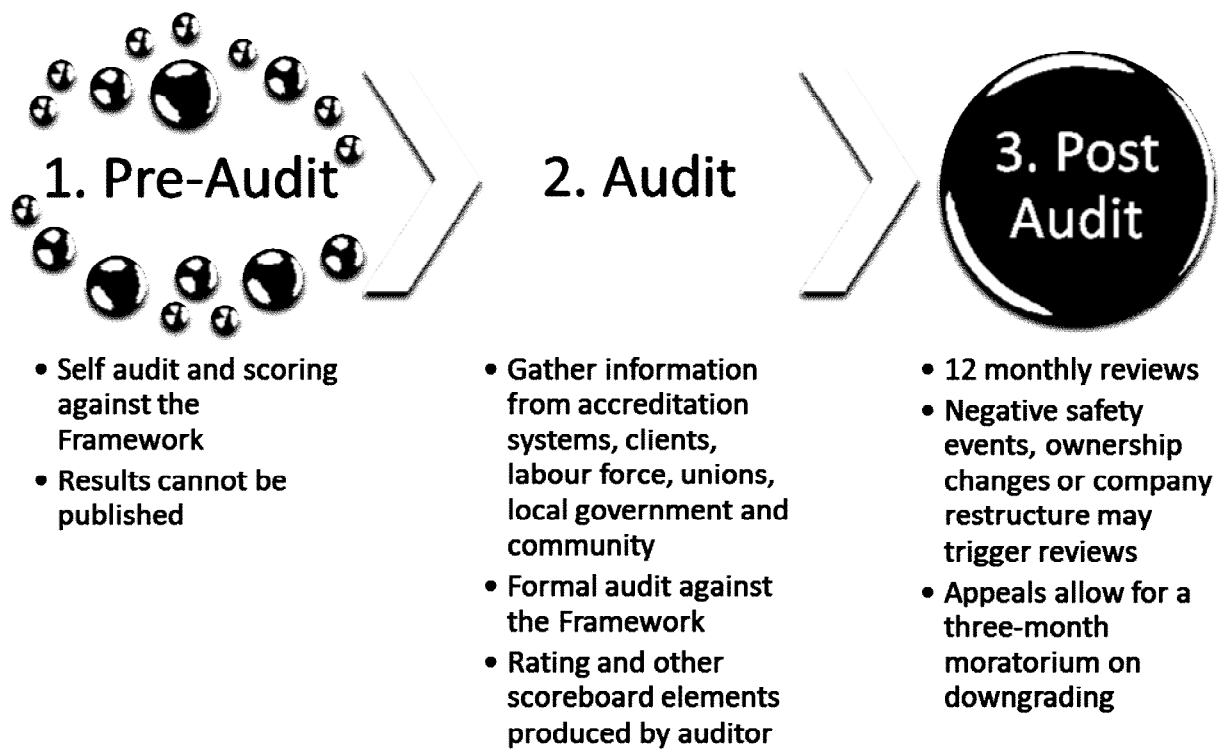 1. Pre-Audit
• Self audit and scoring
against the
Framework
• Results cannot be
published
2. Audit
• Gather information
from accreditation
systems, clients,
labour force, unions,
local government and
community
• Formal audit against
the Framework
• Rating and other
scoreboard elements
produced by auditor
3. Post
Audit
• 12 monthly reviews
• Negative safety
events, ownership
changes or company
restructure may
trigger reviews
• Appeals allow for a
three-month
moratorium on
downgrading